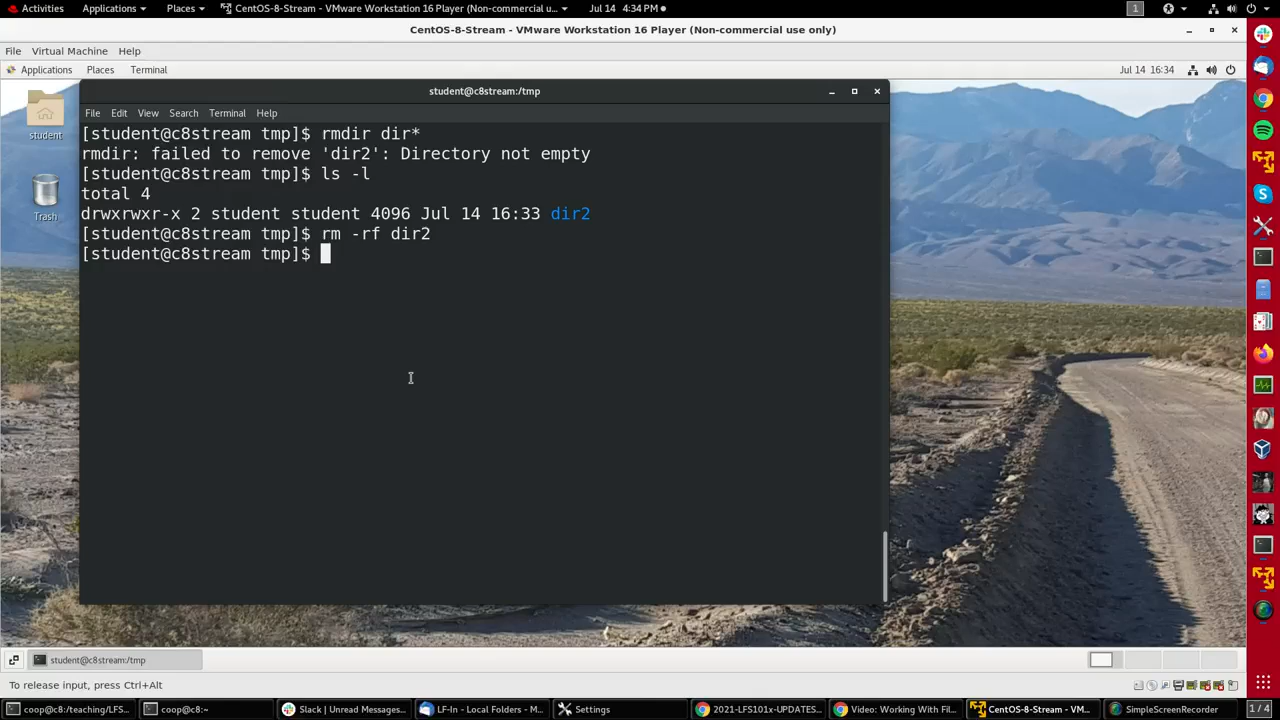 Activities Applications Places CentOS-8-Stream — VMware Workstation 16 Player (Non-commercial u... Jul 14 4:34 PM 1
CentOS-8-Stream — VMware Workstation 16 Player (Non-commercial use only)
File Virtual Machine Help
Applications Places Terminal Jul 14 16:34
student@c8stream:/tmp
File Edit View Search Terminal Help
student
Trash
[student@c8stream tmp]$ rmdir dir*
rmdir: failed to remove 'dir2': Directory not empty
[student@c8stream tmp]$ ls -l
total 4
drwxrwxr-x 2 student student 4096 Jul 14 16:33 dir2
[student@c8stream tmp]$ rm -rf dir2
[student@c8stream tmp]$
student@c8stream:/tmp
To release input, press Ctrl+Alt
coop@c8:/teaching/LFS... coop@c8:~ Slack | Unread Messages... LF-In - Local Folders - M... Settings 2021-LFS101x-UPDATES... Video: Working With Fil... CentOS-8-Stream — VM... SimpleScreenRecorder 1 / 4